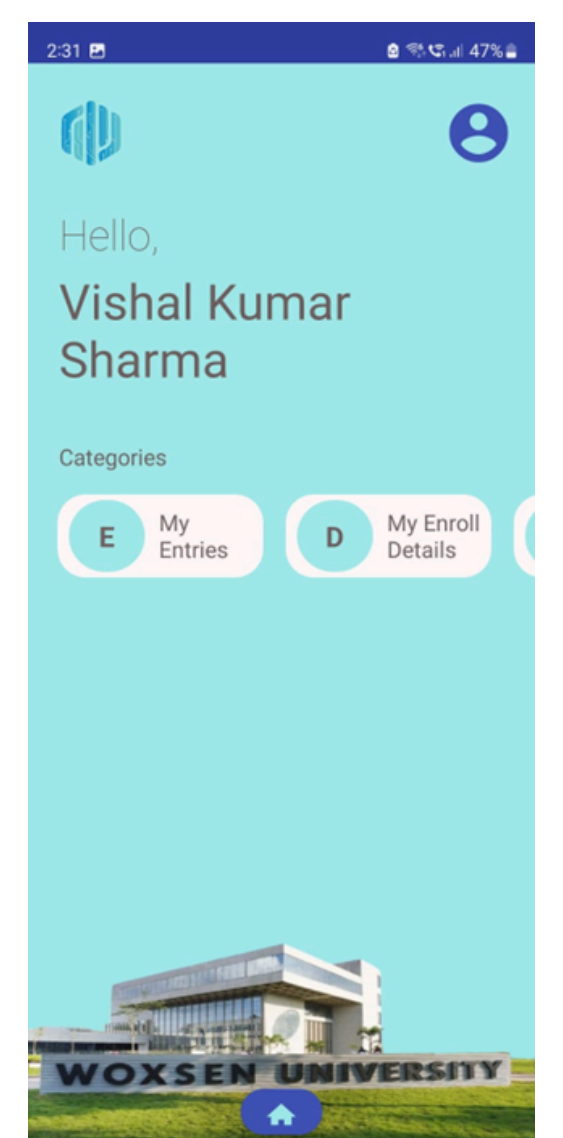 2:31
47%
Hello,
Vishal Kumar
Sharma
Categories
E
My
Entries
D
My Enroll
Details
WOXSEN UNIVERSITY